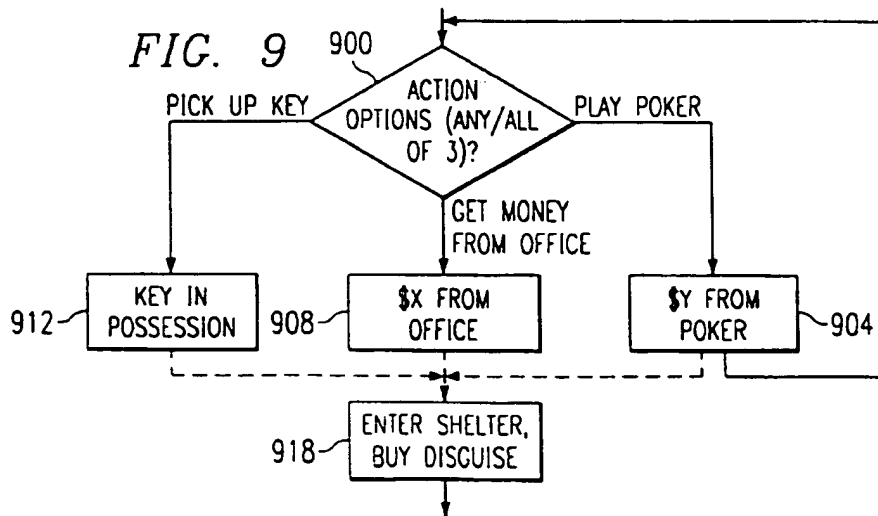 FIG. 9
900
ACTION
OPTIONS (ANY/ALL
OF 3)?
PICK UP KEY
PLAY POKER
GET MONEY
FROM OFFICE
912
KEY IN
POSSESSION
908
$X FROM
OFFICE
$Y FROM
POKER
904
918
ENTER SHELTER,
BUY DISGUISE